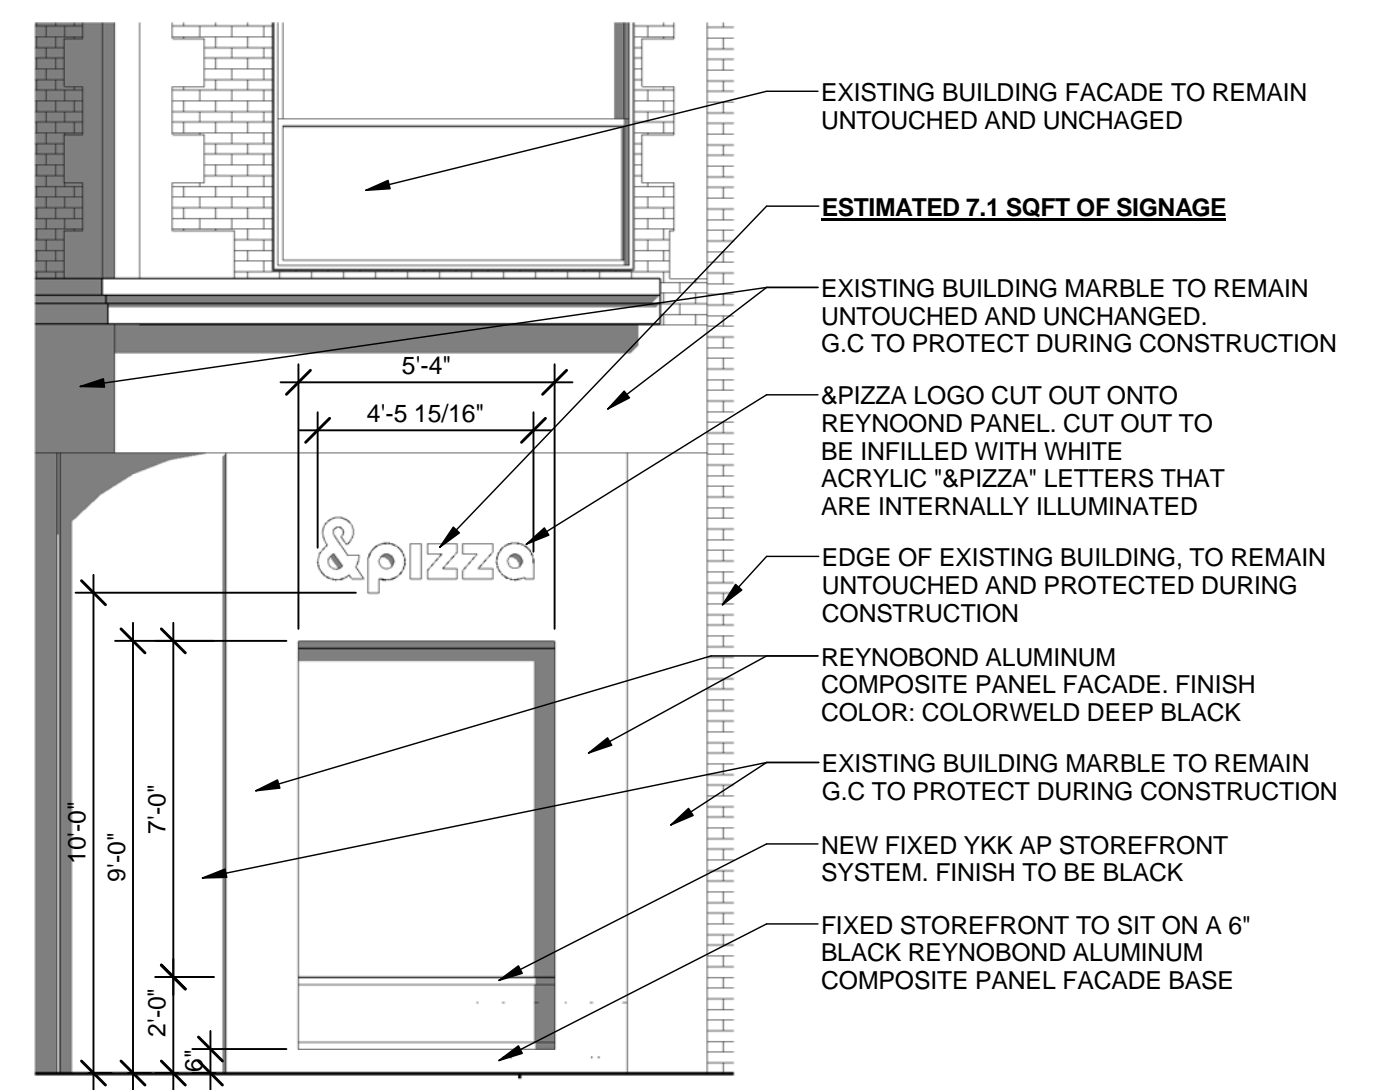 EXISTING BUILDING FACADE TO REMAIN
UNTOUCHED AND UNCHAGED
ESTIMATED 7.1 SQFT OF SIGNAGE
EXISTING BUILDING MARBLE TO REMAIN
UNTOUCHED AND UNCHANGED.
G.C TO PROTECT DURING CONSTRUCTION
5'-4"
4'-5 15/16"
&PIZZA LOGO CUT OUT ONTO
REYNOOND PANEL. CUT OUT TO
BE INFILLED WITH WHITE
ACRYLIC "&PIZZA" LETTERS THAT
ARE INTERNALLY ILLUMINATED
&pizza
EDGE OF EXISTING BUILDING, TO REMAIN
UNTOUCHED AND PROTECTED DURING
CONSTRUCTION
REYNOBOND ALUMINUM
COMPOSITE PANEL FACADE. FINISH
COLOR: COLORWELD DEEP BLACK
EXISTING BUILDING MARBLE TO REMAIN
G.C TO PROTECT DURING CONSTRUCTION
10'-0"
9'-0"
7'-0"
NEW FIXED YKK AP STOREFRONT
SYSTEM. FINISH TO BE BLACK
FIXED STOREFRONT TO SIT ON A 6"
BLACK REYNOBOND ALUMINUM
COMPOSITE PANEL FACADE BASE
2'-0"
6"